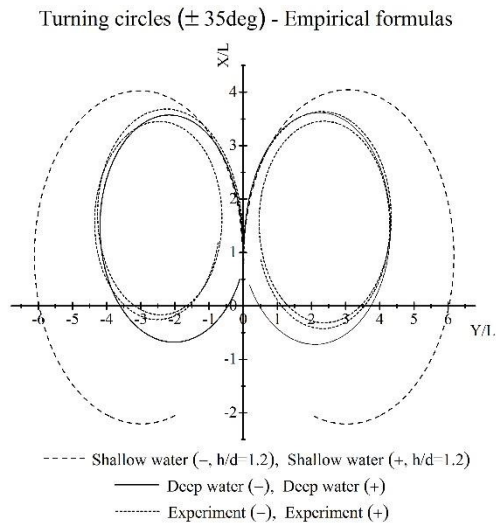 Turning circles (± 35deg) - Empirical formulas
X/L
5
4
3
2
1
0
-6 -5 -4 -3 -2 -1 0 1 2 3 4 5 6
Y/L
-1
-2
Shallow water (−, h/d=1.2), Shallow water (+, h/d=1.2)
Deep water (−), Deep water (+)
Experiment (−), Experiment (+)